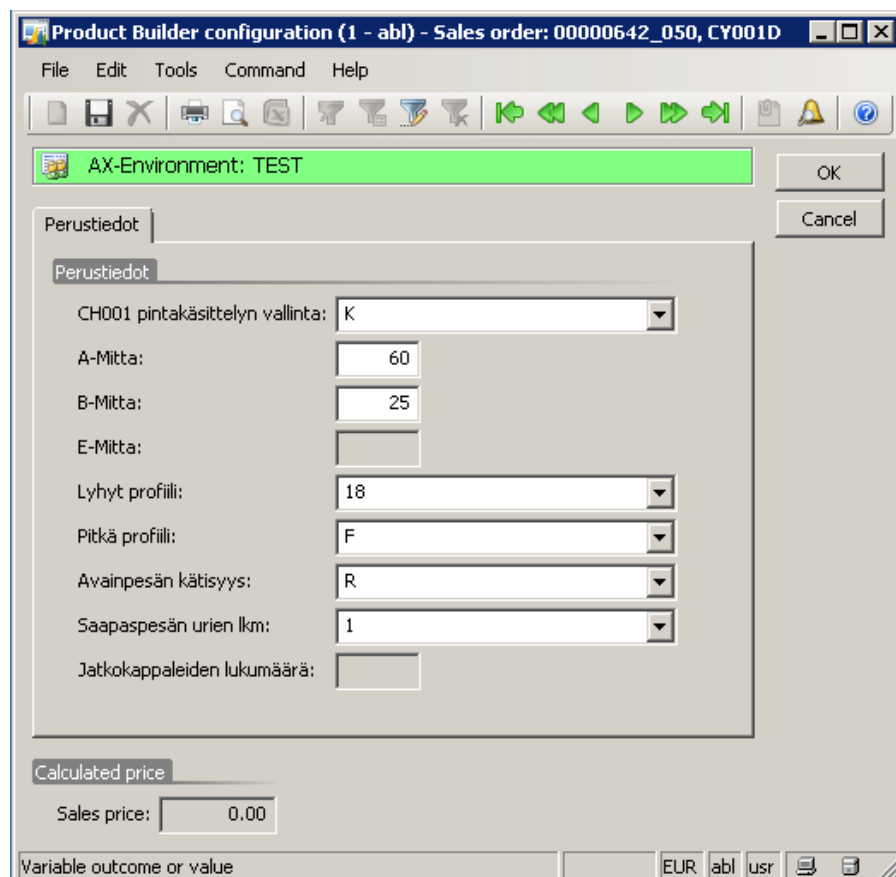 Product Builder configuration (1 - abl) - Sales order: 00000642_050, CY001D
File Edit Tools Command Help
AX-Environment: TEST
OK
Cancel
Perustiedot
Perustiedot
CH001 pintakäsittelyn vallinta: K
A-Mitta: 60
B-Mitta: 25
E-Mitta:
Lyhyt profiili: 18
Pitkä profiili: F
Avainpesän kätisyys: R
Saapaspesän urien lkm: 1
Jatkokappaleiden lukumäärä:
Calculated price
Sales price: 0.00
Variable outcome or value EUR abl usr